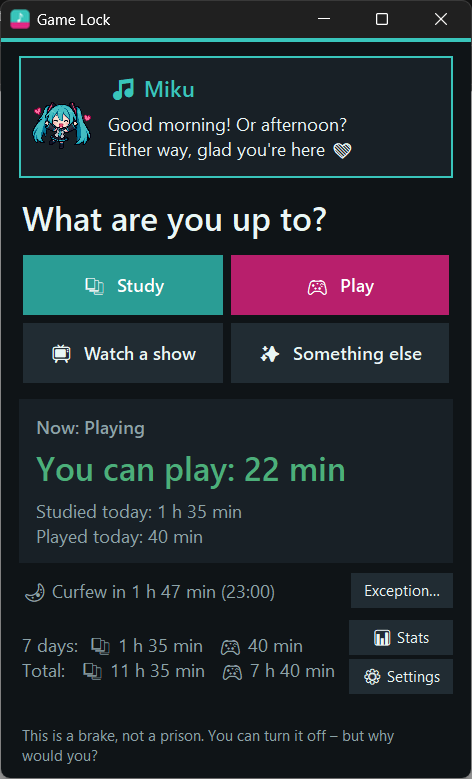 Game Lock
Miku
Good morning! Or afternoon?
Either way, glad you're here
What are you up to?
Study
Play
Watch a show
Something else
Now: Playing
You can play: 22 min
Studied today: 1 h 35 min
Played today: 40 min
Curfew in 1 h 47 min (23:00)
Exception...
7 days: 1 h 35 min 40 min
Stats
Total: 11 h 35 min 7 h 40 min
Settings
This is a brake, not a prison. You can turn it off – but why
would you?